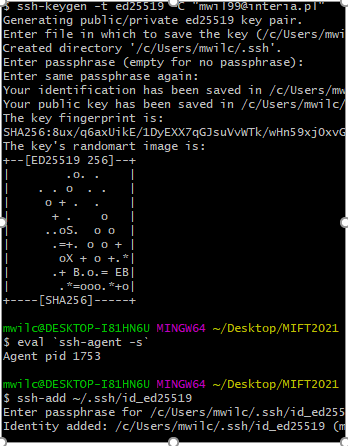 $ ssh-keygen -t ed25519 -C "mwil99@interia.pl"
Generating public/private ed25519 key pair.
Enter file in which to save the key (/c/Users/mwi
Created directory '/c/Users/mwilc/.ssh'.
Enter passphrase (empty for no passphrase):
Enter same passphrase again:
Your identification has been saved in /c/Users/mw
Your public key has been saved in /c/Users/mwilc/
The key fingerprint is:
SHA256:8ux/q6axUikE/1DyEXX7qGJsuVvWTk/wHn59xjOxvG
The key's randomart image is:
+--[ED25519 256]--+
|       .o. .     |
|    . . o  . .   |
|     o + .  .    |
|      + .    o   |
|     ..oS.  o o  |
|     .=+. o o +  |
|      oX + o +.*|
|     .+ B.o.= EB|
|      .*=ooo.*+o|
+----[SHA256]-----+
mwilc@DESKTOP-I81HN6U MINGW64 ~/Desktop/MIFT2021
$ eval `ssh-agent -s`
Agent pid 1753
mwilc@DESKTOP-I81HN6U MINGW64 ~/Desktop/MIFT2021
$ ssh-add ~/.ssh/id_ed25519
Enter passphrase for /c/Users/mwilc/.ssh/id_ed255
Identity added: /c/Users/mwilc/.ssh/id_ed25519 (m